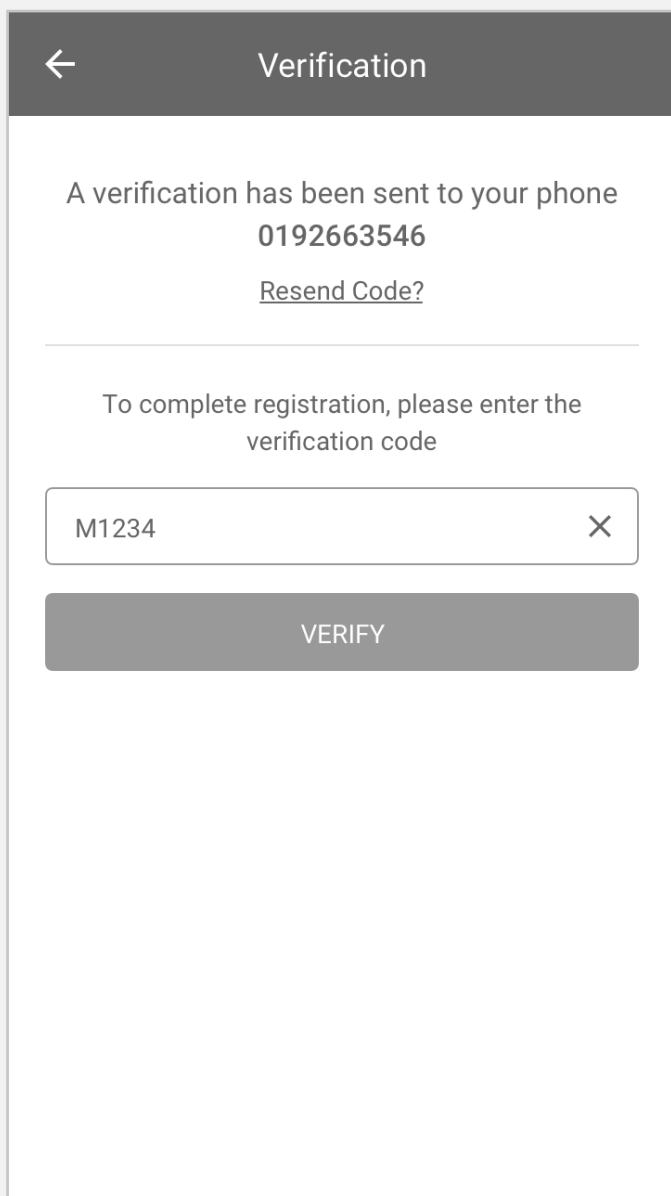 Verification
A verification has been sent to your phone
0192663546
Resend Code?
To complete registration, please enter the
verification code
M1234
VERIFY